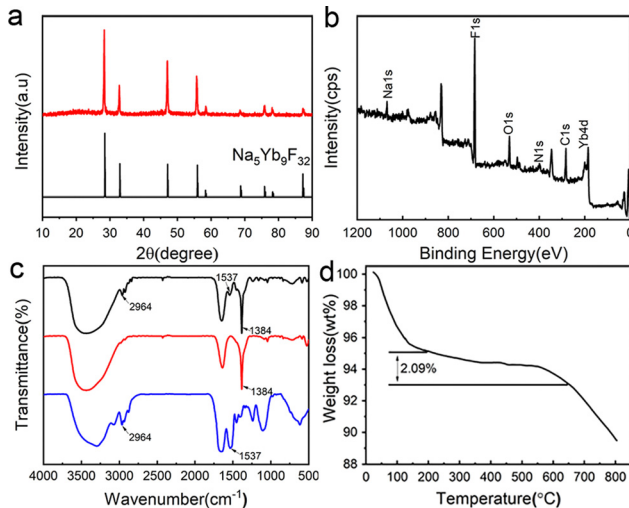 a
Intensity(a.u)
Na5Yb9F32
10 20 30 40 50 60 70 80 90
2θ(degree)
b
Intensity(cps)
Na1s
F1s
O1s
N1s
C1s
Yb4d
1200 1000 800 600 400 200 0
Binding Energy(eV)
c
Transmittance(%)
2964
1537
1384
1384
2964
1537
4000 3500 3000 2500 2000 1500 1000 500
Wavenumber(cm-1)
d
Weight loss(wt%)
100
98
96
94
92
90
88
2.09%
0 100 200 300 400 500 600 700 800
Temperature(°C)